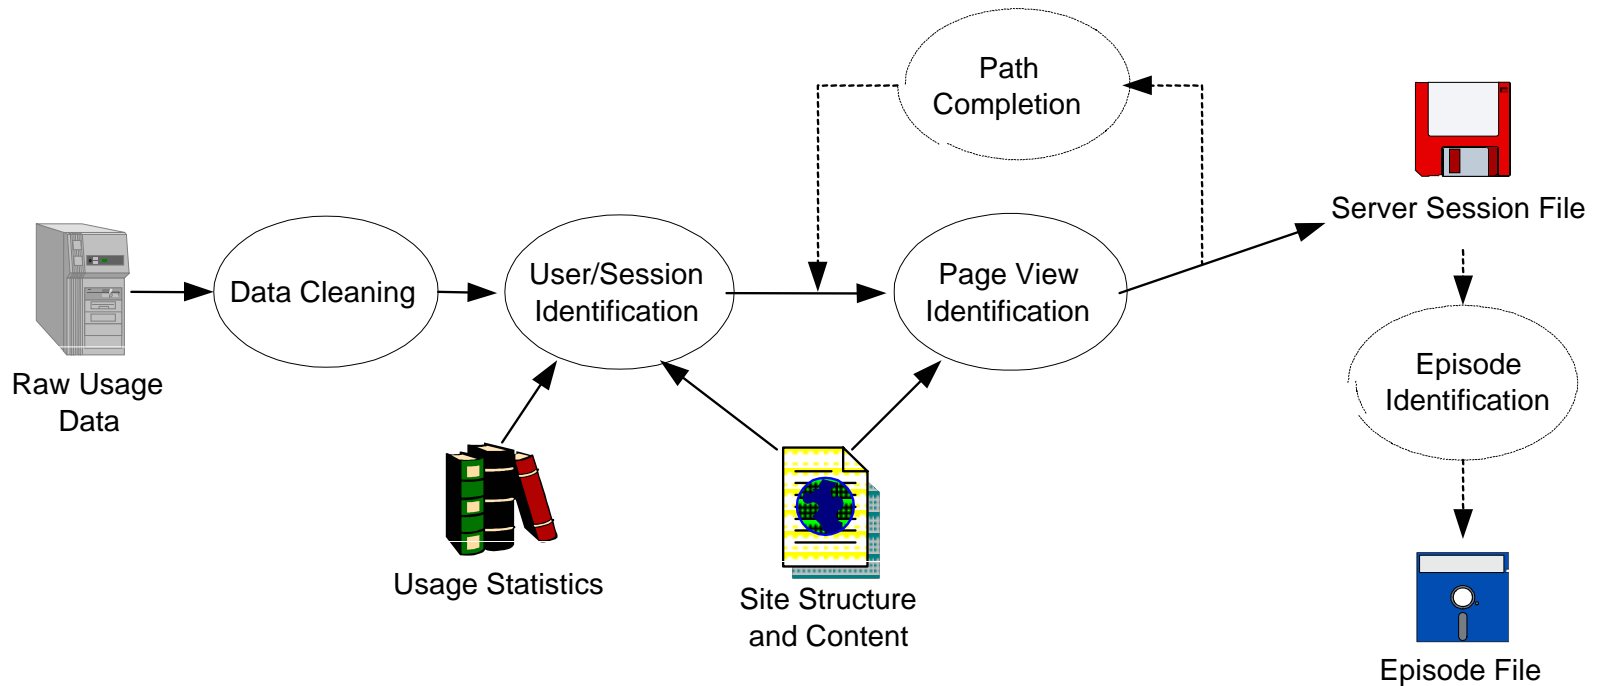 Path
Completion
Server Session File
Raw Usage
Data
Data Cleaning
User/Session
Identification
Page View
Identification
Episode
Identification
Usage Statistics
Site Structure
and Content
Episode File